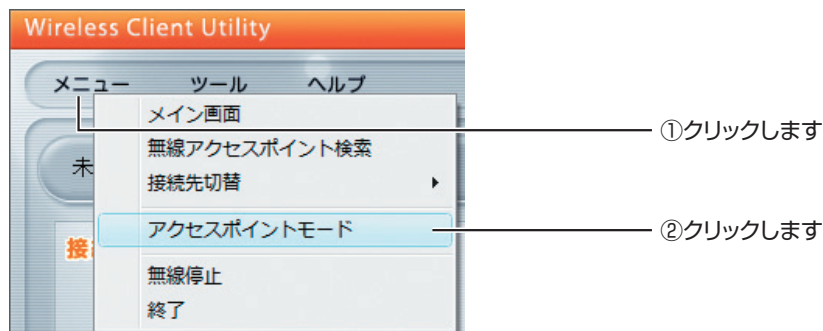 Wireless Client Utility
メニュー ツール ヘルプ
メイン画面
無線アクセスポイント検索
①クリックします
未
接続先切替
アクセスポイントモード
②クリックします
接
無線停止
終了